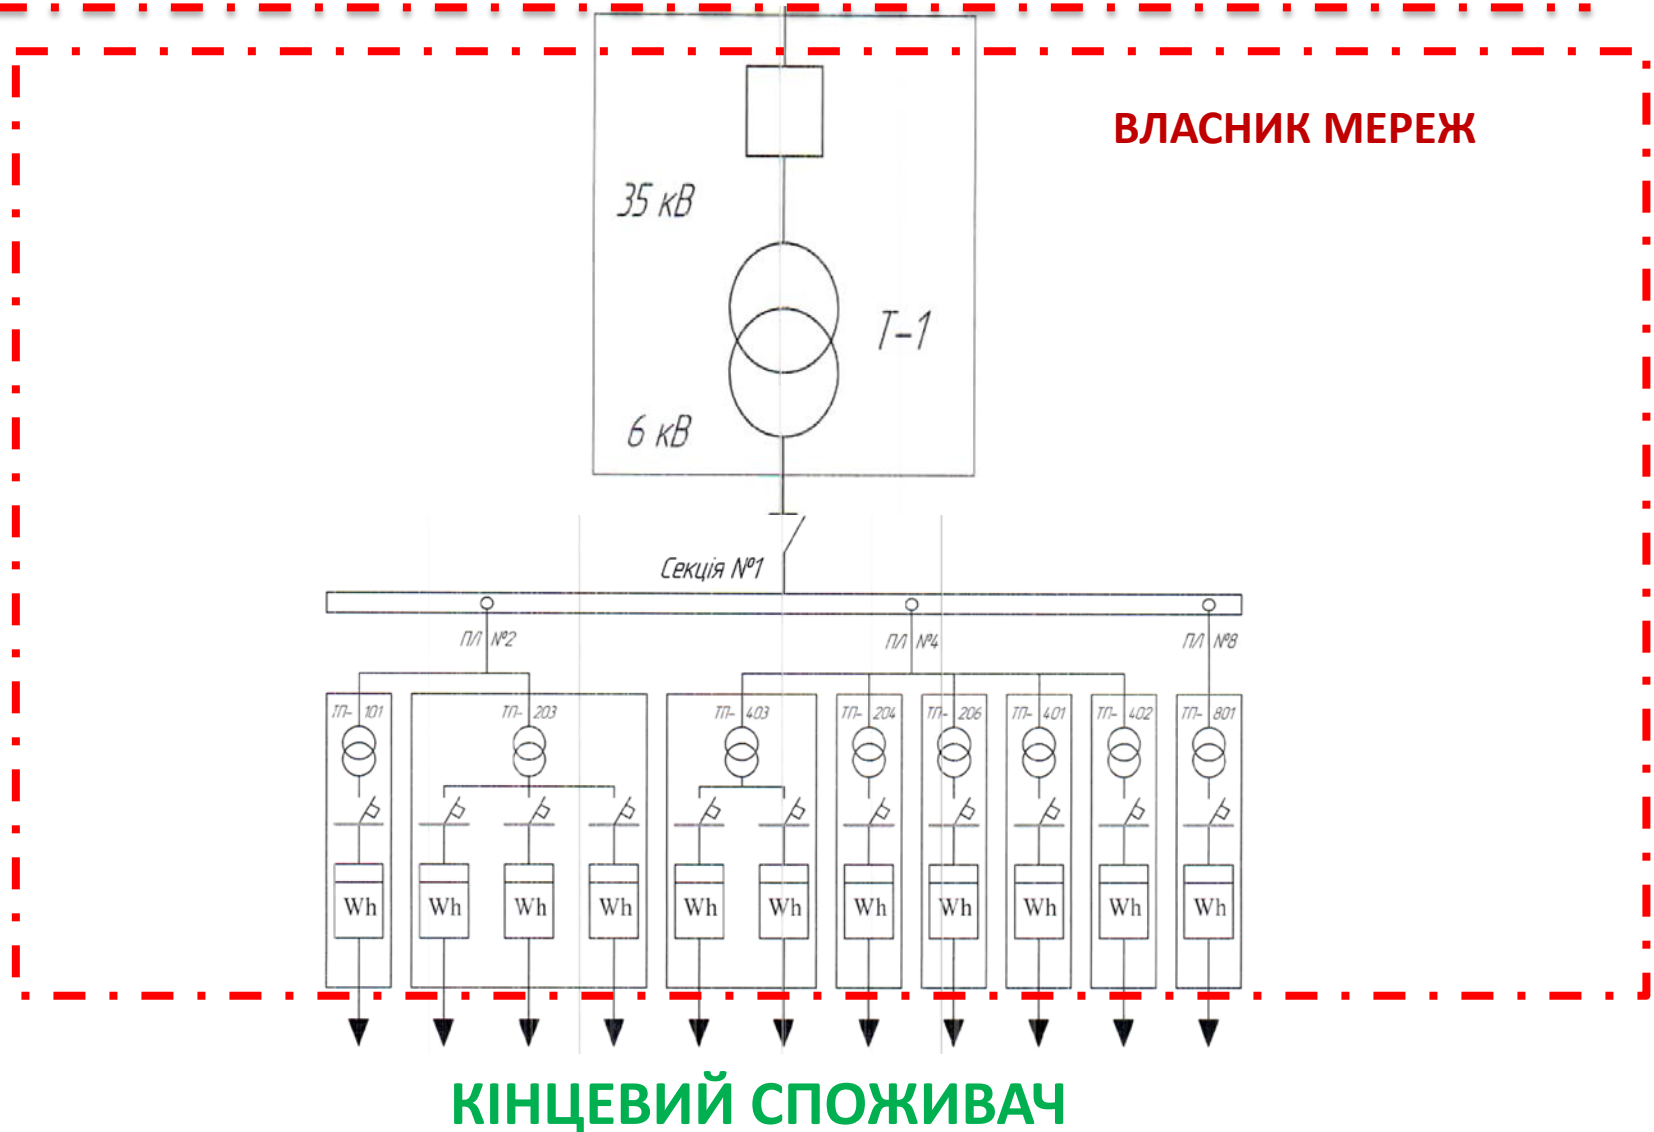 ВЛАСНИК МЕРЕЖ
35 кВ
Т-1
6 кВ
Секція №1
ПЛ №2
ПЛ №4
ПЛ №8
ТП- 101
ТП- 203
ТП- 403
ТП- 204
ТП- 206
ТП- 401
ТП- 402
ТП- 801
Wh
Wh
Wh
Wh
Wh
Wh
Wh
Wh
Wh
Wh
Wh
КІНЦЕВИЙ СПОЖИВАЧ